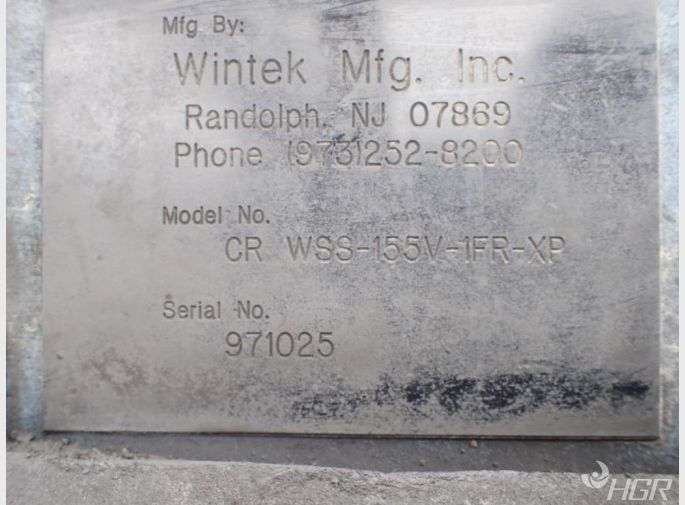 Mfg By:
Wintek Mfg. Inc.
Randolph, NJ 07869
Phone (973)252-8200
Model No.
CR WSS-155V-1FR-XP
Serial No.
971025
HGR